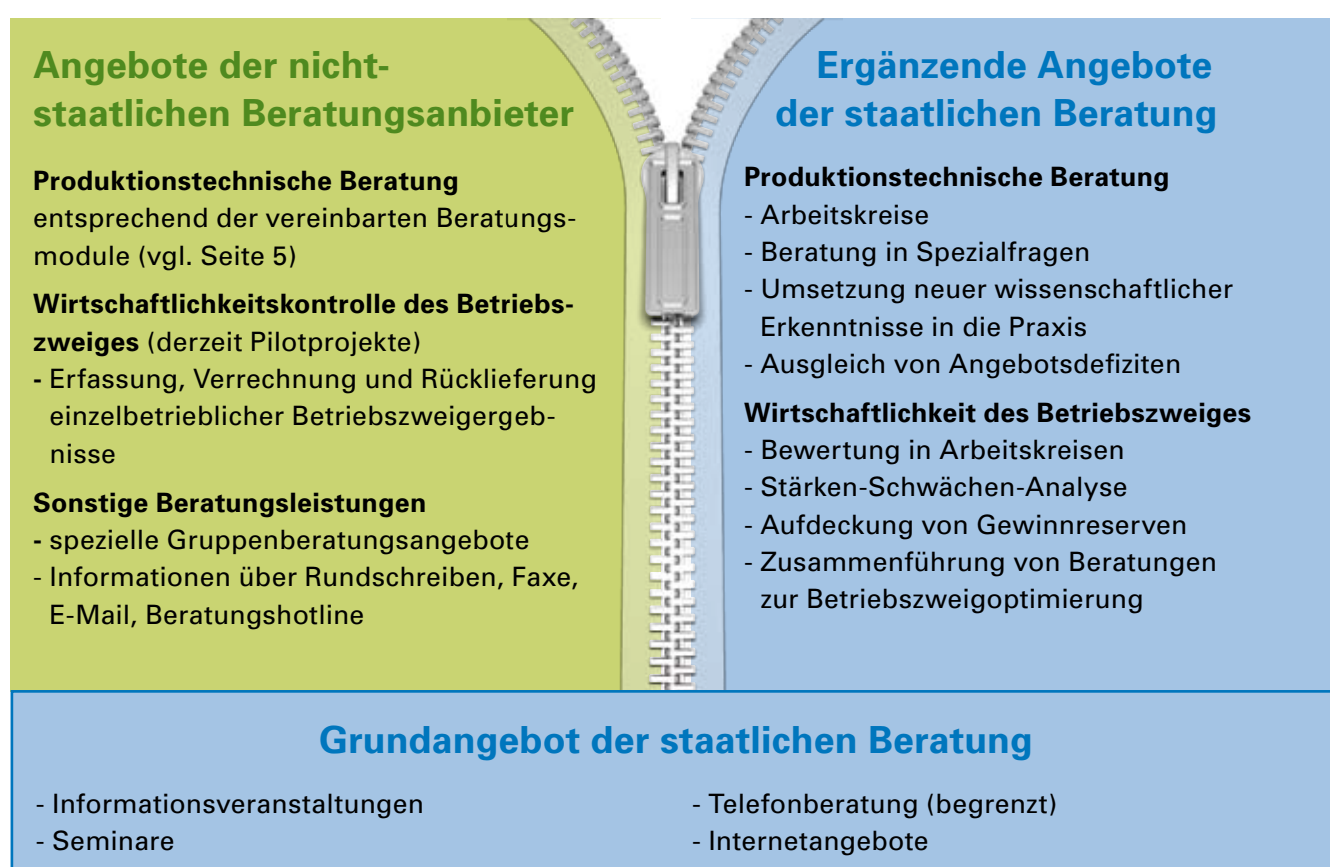 Angebote der nicht-
staatlichen Beratungsanbieter
Produktionstechnische Beratung
entsprechend der vereinbarten Beratungs-
module (vgl. Seite 5)
Wirtschaftlichkeitskontrolle des Betriebs-
zweiges (derzeit Pilotprojekte)
- Erfassung, Verrechnung und Rücklieferung
einzelbetrieblicher Betriebszweigergeb-
nisse
Sonstige Beratungsleistungen
- spezielle Gruppenberatungsangebote
- Informationen über Rundschreiben, Faxe,
E-Mail, Beratungshotline
Ergänzende Angebote
der staatlichen Beratung
Produktionstechnische Beratung
- Arbeitskreise
- Beratung in Spezialfragen
- Umsetzung neuer wissenschaftlicher
Erkenntnisse in die Praxis
- Ausgleich von Angebotsdefiziten
Wirtschaftlichkeit des Betriebszweiges
- Bewertung in Arbeitskreisen
- Stärken-Schwächen-Analyse
- Aufdeckung von Gewinnreserven
- Zusammenführung von Beratungen
zur Betriebszweigoptimierung
Grundangebot der staatlichen Beratung
- Informationsveranstaltungen
- Seminare
- Telefonberatung (begrenzt)
- Internetangebote